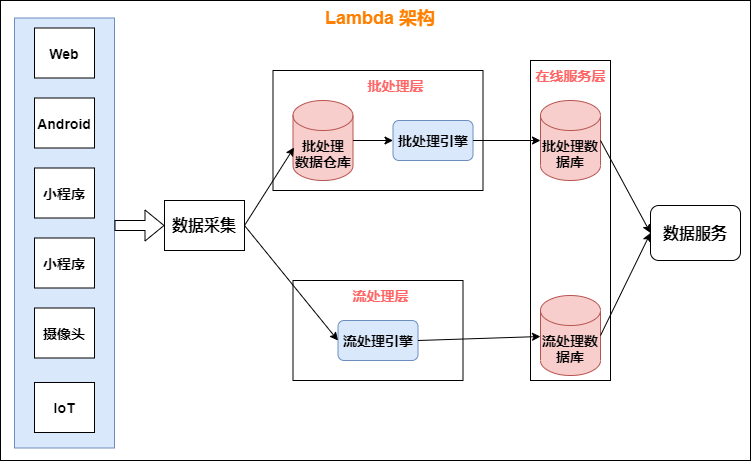 Lambda 架构
Web
Android
小程序
小程序
摄像头
IoT
数据采集
批处理层
批处理
数据仓库
批处理引擎
流处理层
流处理引擎
在线服务层
批处理数
据库
流处理数
据库
数据服务